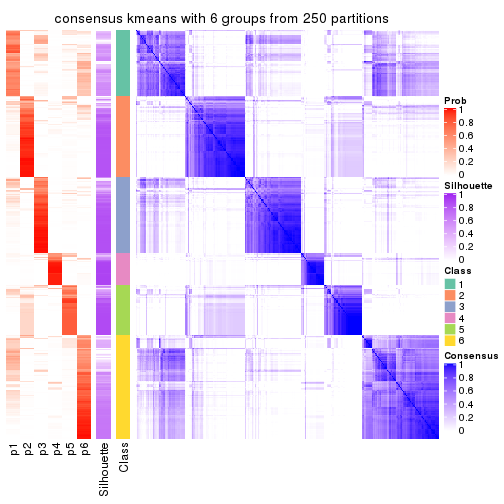 consensus kmeans with 6 groups from 250 partitions
Prob
1
0.8
0.6
0.4
0.2
0
Silhouette
1
0.8
0.6
0.4
0.2
0
Class
1
2
3
4
5
6
Consensus
1
0.8
0.6
0.4
0.2
0
p1
p2
p3
p4
p5
p6
Silhouette
Class